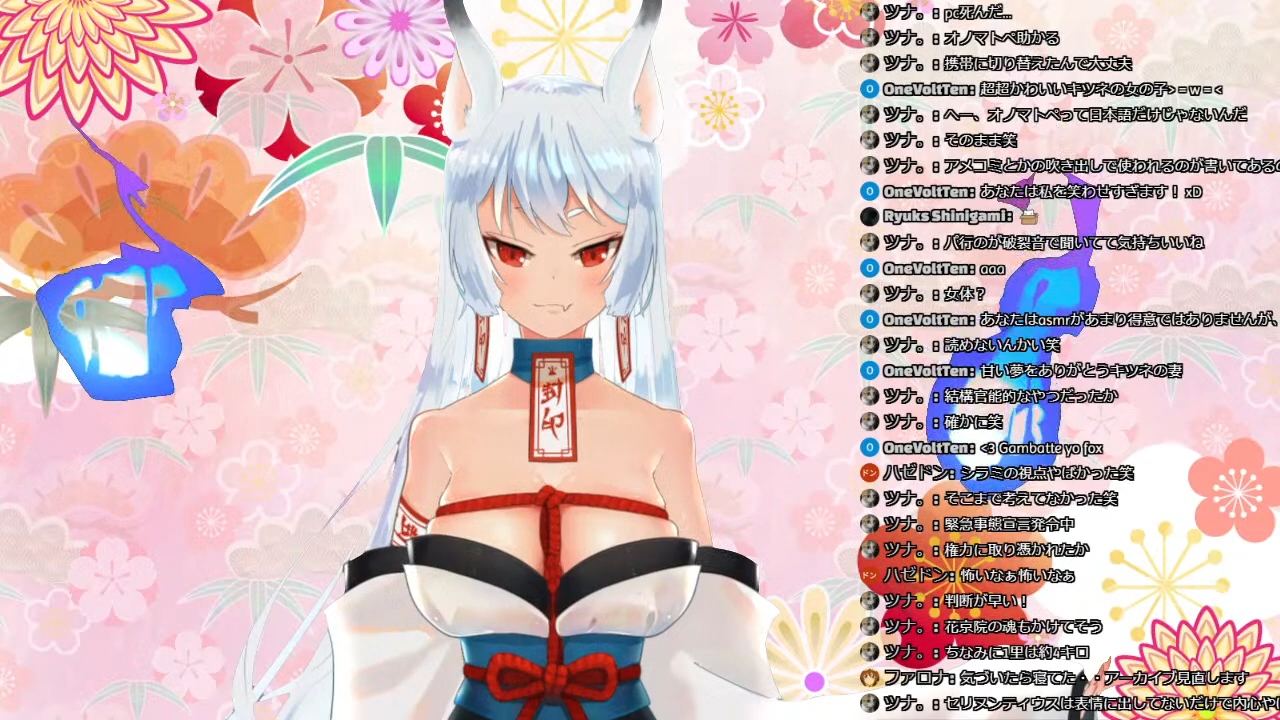 ツナ。: pc死んだ...
ツナ。: オノマトペ助かる
ツナ。: 携帯に切り替えたんで大丈夫
OneVoltTen: 超超かわいいキツネの女の子> = w = <
ツナ。: へー、オノマトペって日本語だけじゃないんだ
ツナ。: そのまま笑
ツナ。: アメコミとかの吹き出しで使われるのが書いてあるの
OneVoltTen: あなたは私を笑わせすぎます！ xD
Ryuks Shinigami:
ツナ。: パ行のが破裂音で聞いてて気持ちいいね
OneVoltTen: aaa
ツナ。: 女体？
OneVoltTen: あなたはasmrがあまり得意ではありませんが、
ツナ。: 読めないんかい笑
OneVoltTen: 甘い夢をありがとうキツネの妻
ツナ。: 結構官能的なやつだったか
ツナ。: 確かに笑
OneVoltTen: <3 Gambatte yo fox
ハゼドン: シラミの視点やばかった笑
ツナ。: そこまで考えてなかった笑
ツナ。: 緊急事態宣言発令中
ツナ。: 権力に取り憑かれたか
ハゼドン: 怖いなぁ怖いなぁ
ツナ。: 判断が早い！
ツナ。: 花京院の魂もかけてそう
ツナ。: ちなみに1里は約4キロ
ファロナ: 気づいたら寝てた・・アーカイブ見直します
ツナ。: セリヌンティウスは表情に出してないだけで内心や
封印